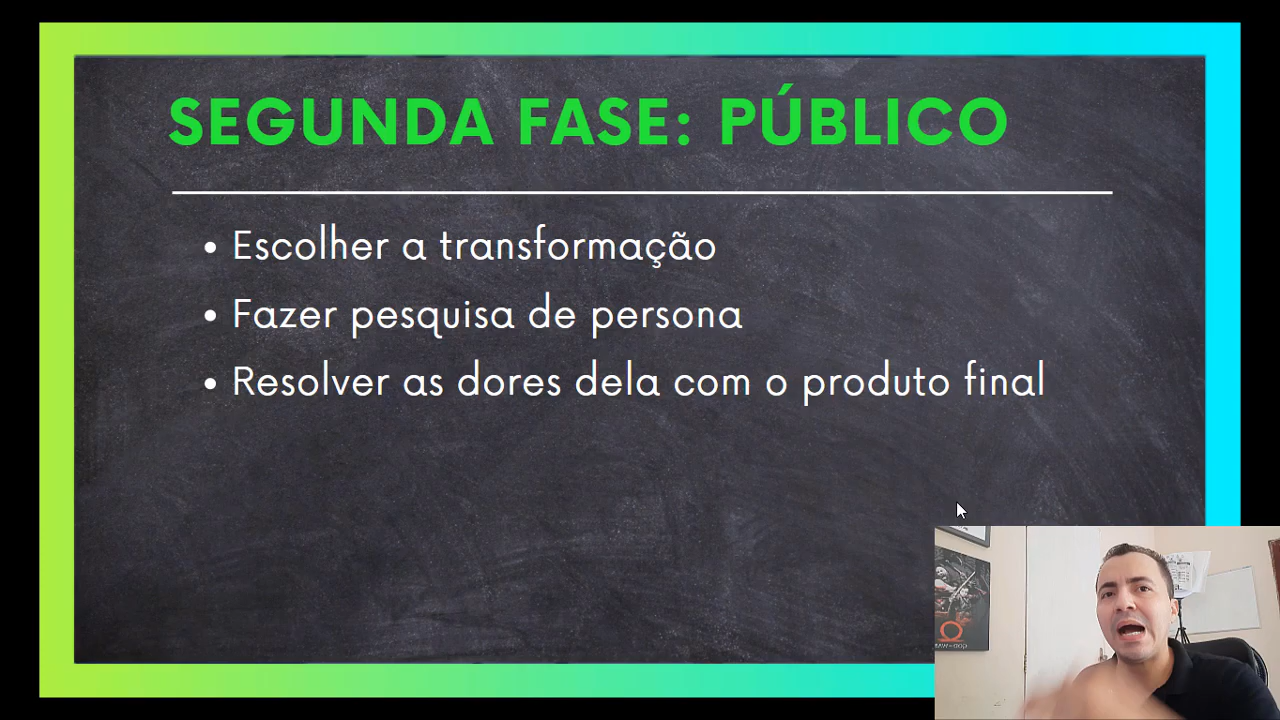 SEGUNDA FASE: PÚBLICO
Escolher a transformação
Fazer pesquisa de persona
Resolver as dores dela com o produto final